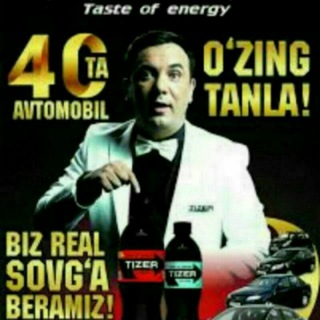 Taste of energy
40 TA
AVTOMOBIL
O‘ZING
TANLA!
BIZ REAL
SOVG‘A
BERAMIZ!
TIZER
TIZER